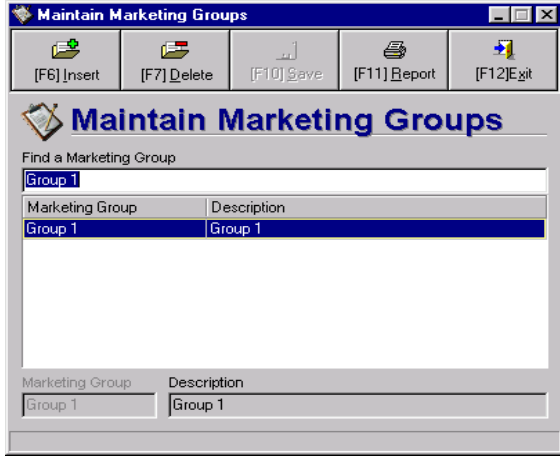 Maintain Marketing Groups
[F6] Insert [F7] Delete [F10] Save [F11] Report [F12]Exit
Maintain Marketing Groups
Find a Marketing Group
Group 1
Marketing Group Description
Group 1 Group 1
Marketing Group Description
Group 1 Group 1